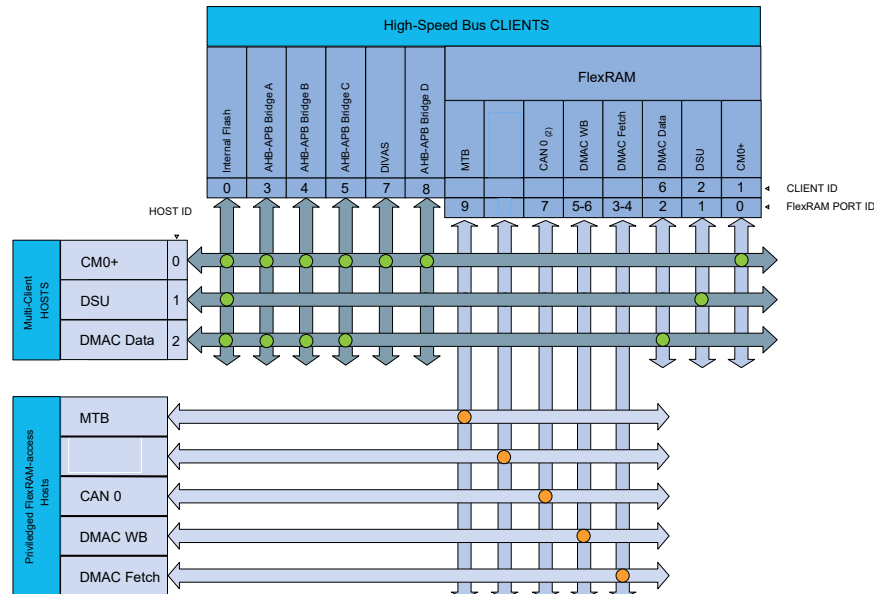 High-Speed Bus CLIENTS
FlexRAM
Internal Flash
AHB-APB Bridge A
AHB-APB Bridge B
AHB-APB Bridge C
DIVAS
AHB-APB Bridge D
MTB
CAN 0 (2)
DMAC WB
DMAC Fetch
DMAC Data
DSU
CM0+
0 3 4 5 7 8 6 2 1 CLIENT ID
9 7 5-6 3-4 2 1 0 FlexRAM PORT ID
HOST ID
Multi-Client
HOSTS
CM0+ 0
DSU 1
DMAC Data 2
Priviledged FlexRAM-access
Hosts
MTB
CAN 0
DMAC WB
DMAC Fetch